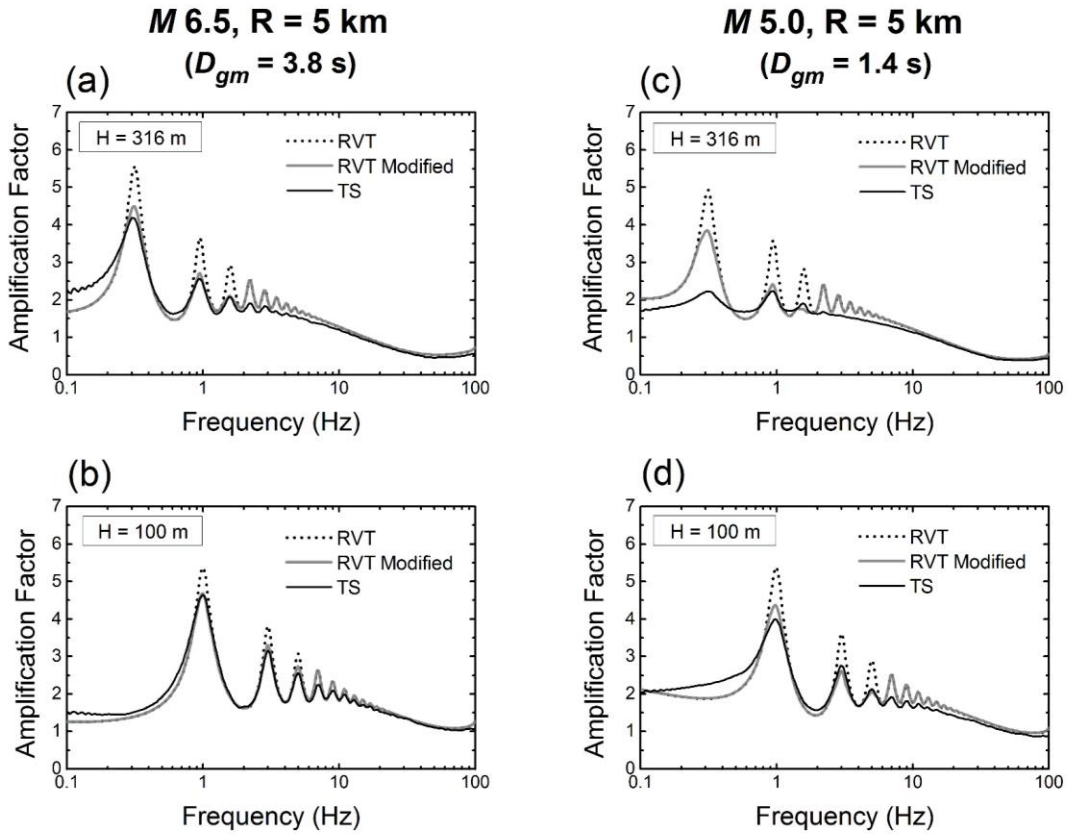 M 6.5, R = 5 km
(Dgm = 3.8 s)
M 5.0, R = 5 km
(Dgm = 1.4 s)
(a)
H = 316 m
RVT
RVT Modified
TS
Amplification Factor
7
6
5
4
3
2
1
0
0.1
1
10
100
Frequency (Hz)
(c)
H = 316 m
RVT
RVT Modified
TS
Amplification Factor
7
6
5
4
3
2
1
0
0.1
1
10
100
Frequency (Hz)
(b)
H = 100 m
RVT
RVT Modified
TS
Amplification Factor
7
6
5
4
3
2
1
0
0.1
1
10
100
Frequency (Hz)
(d)
H = 100 m
RVT
RVT Modified
TS
Amplification Factor
7
6
5
4
3
2
1
0
0.1
1
10
100
Frequency (Hz)